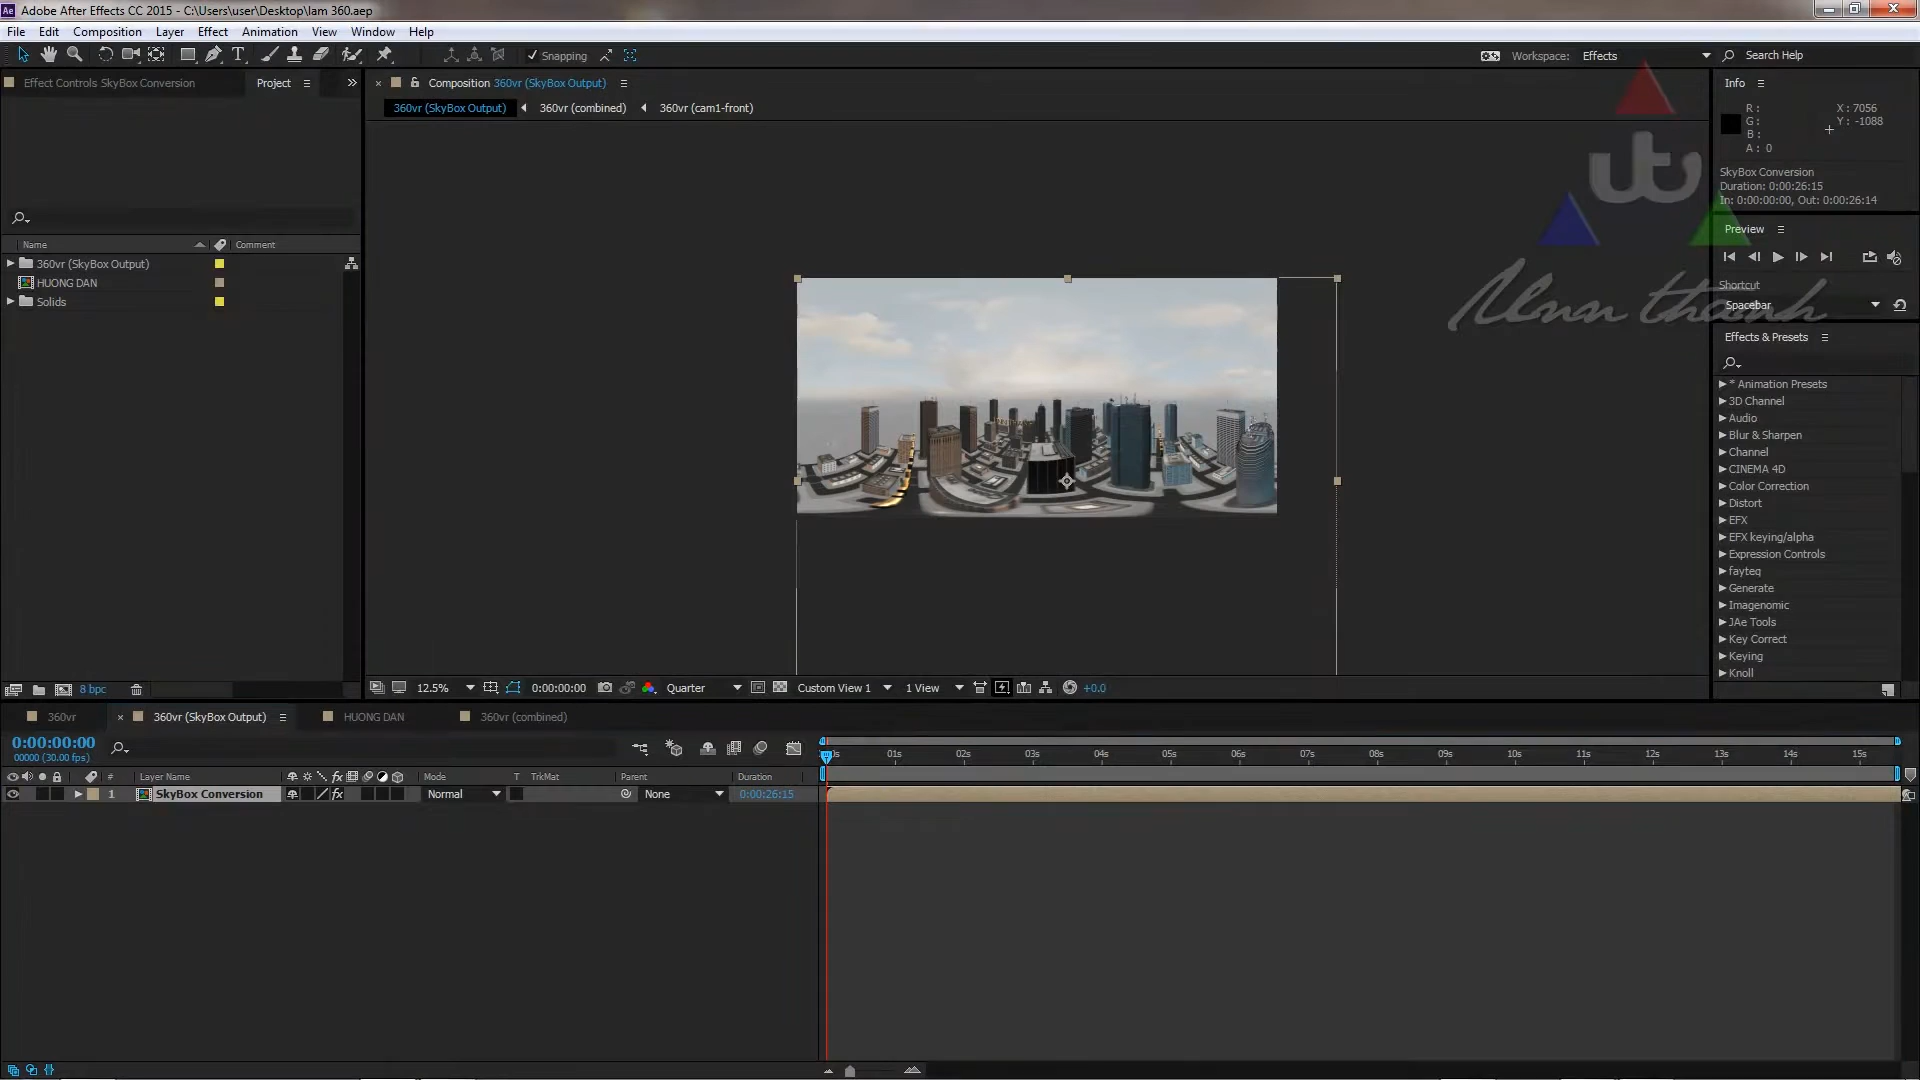 Adobe After Effects CC 2015 - C:\Users\user\Desktop\lam 360.aep
File Edit Composition Layer Effect Animation View Window Help
Snapping
Workspace: Effects
Search Help
Effect Controls SkyBox Conversion
Project
Composition 360vr (SkyBox Output)
360vr (SkyBox Output) 360vr (combined) 360vr (cam1-front)
Name Comment
360vr (SkyBox Output)
HUONG DAN
Solids
8 bpc
12.5% 0:00:00:00 Quarter Custom View 1 1 View +0.0
Info
R :
G :
B :
A : 0
X : 7056
Y : -1088
SkyBox Conversion
Duration: 0:00:26:15
In: 0:00:00:00, Out: 0:00:26:14
Preview
Shortcut
Spacebar
Effects & Presets
* Animation Presets
3D Channel
Audio
Blur & Sharpen
Channel
CINEMA 4D
Color Correction
Distort
EFX
EFX keying/alpha
Expression Controls
fayteq
Generate
Imagenomic
JAe Tools
Key Correct
Keying
Knoll
360vr 360vr (SkyBox Output) HUONG DAN 360vr (combined)
0:00:00:00
00000 (30.00 fps)
01s 02s 03s 04s 05s 06s 07s 08s 09s 10s 11s 12s 13s 14s 15s
# Layer Name fx Mode T TrkMat Parent Duration
1 SkyBox Conversion fx Normal None 0:00:26:15